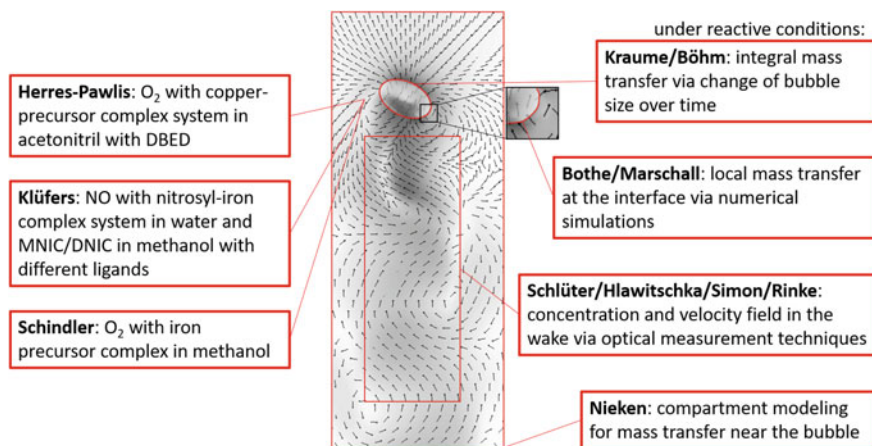 under reactive conditions:
Herres-Pawlis: O₂ with copper-
precursor complex system in
acetonitril with DBED
Klüfers: NO with nitrosyl-iron
complex system in water and
MNIC/DNIC in methanol with
different ligands
Schindler: O₂ with iron
precursor complex in methanol
Kraume/Böhm: integral mass
transfer via change of bubble
size over time
Bothe/Marschall: local mass transfer
at the interface via numerical
simulations
Schlüter/Hlawitschka/Simon/Rinke:
concentration and velocity field in the
wake via optical measurement techniques
Nieken: compartment modeling
for mass transfer near the bubble